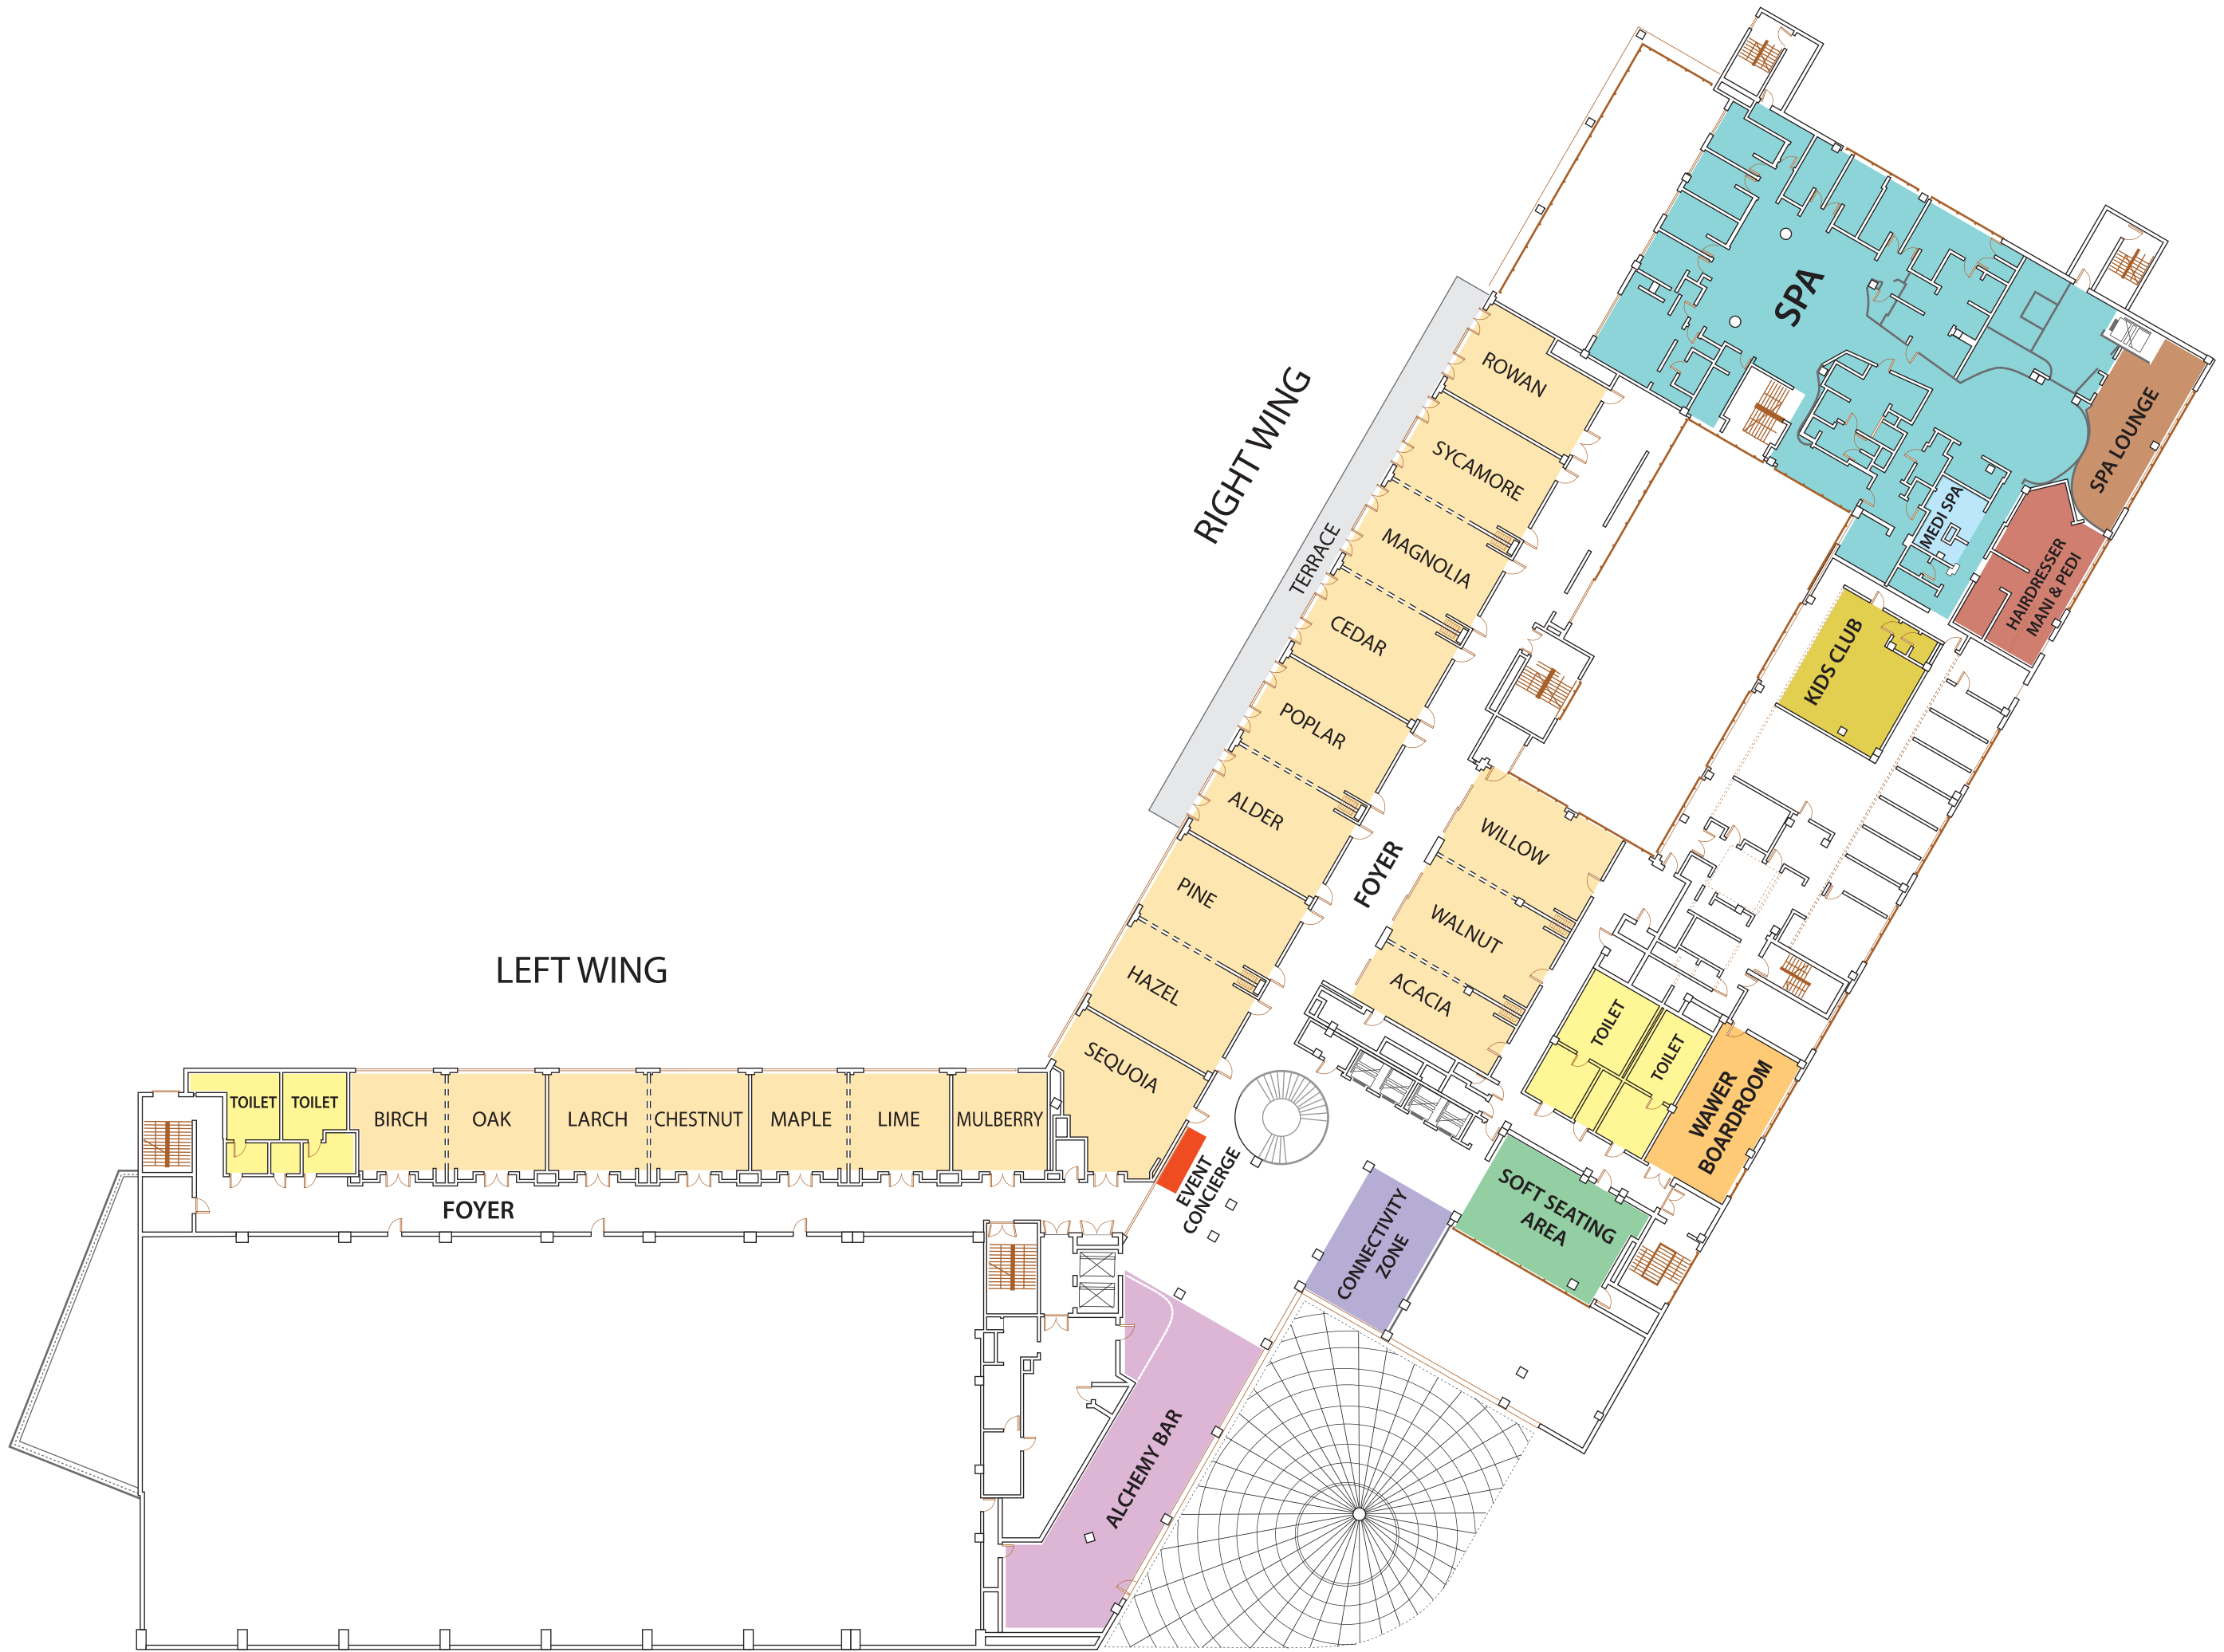 SPA
ROWAN
SPA LOUNGE
RIGHT WING
SYCAMORE
MEDI SPA
MAGNOLIA
TERRACE
HAIRDRESSER
MANI & PEDI
CEDAR
KIDS CLUB
POPLAR
ALDER
WILLOW
FOYER
PINE
WALNUT
LEFT WING
HAZEL
ACACIA
TOILET
TOILET
SEQUOIA
WAWER
BOARDROOM
TOILET
TOILET
BIRCH
OAK
LARCH
CHESTNUT
MAPLE
LIME
MULBERRY
EVENT
CONCIERGE
FOYER
SOFT SEATING
AREA
CONNECTIVITY
ZONE
ALCHEMY BAR